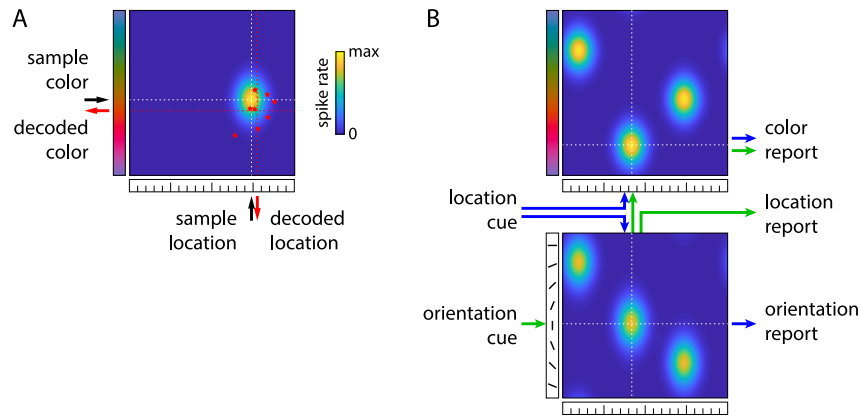 A
sample
color
decoded
color
sample
location
decoded
location
spike rate
max
0
B
color
report
location
cue
location
report
orientation
cue
orientation
report